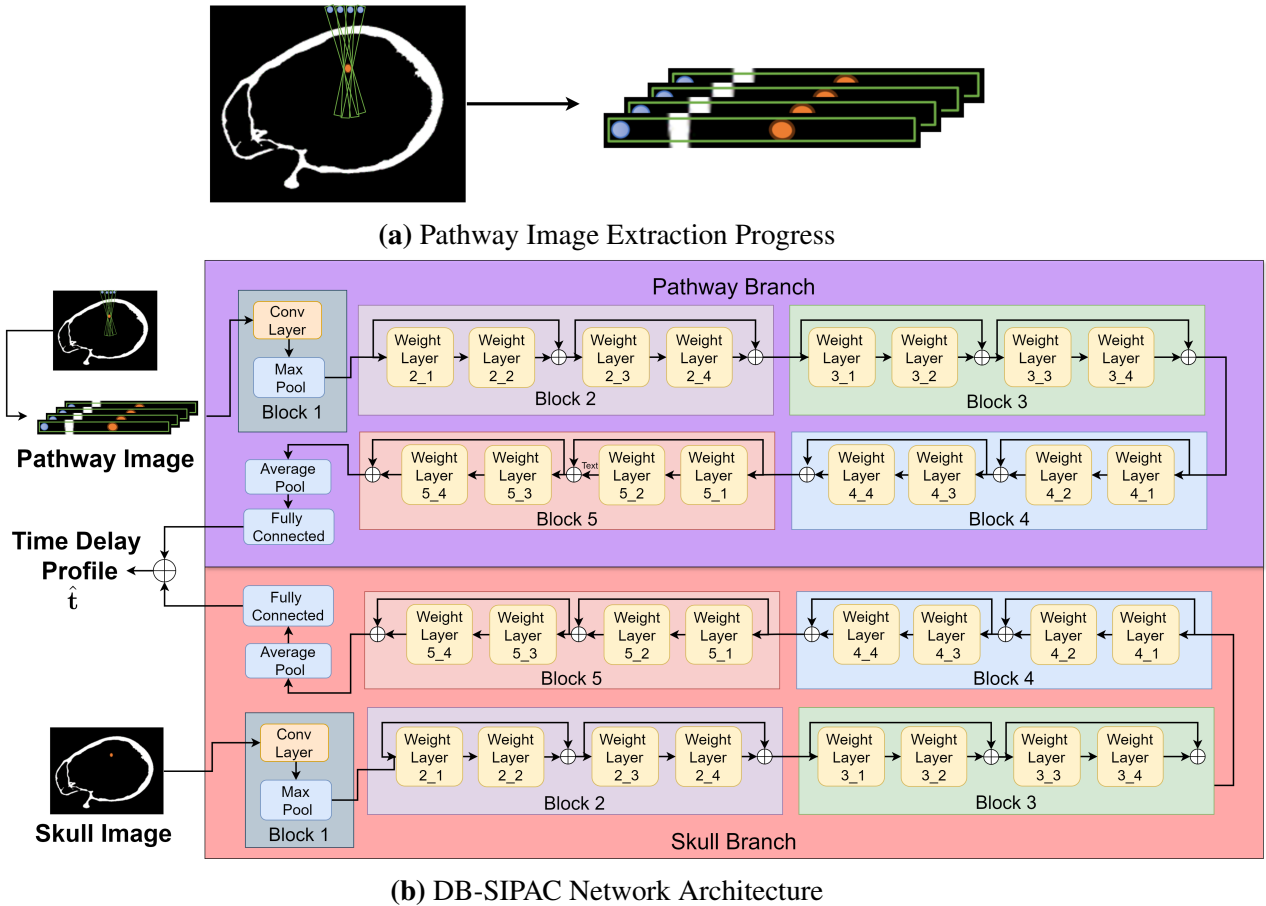 (a) Pathway Image Extraction Progress
Pathway Branch
Conv
Layer
Max
Pool
Block 1
Weight
Layer
2_1
Weight
Layer
2_2
Weight
Layer
2_3
Weight
Layer
2_4
Block 2
Weight
Layer
3_1
Weight
Layer
3_2
Weight
Layer
3_3
Weight
Layer
3_4
Block 3
Pathway Image
Average
Pool
Fully
Connected
Weight
Layer
5_4
Weight
Layer
5_3
Text
Weight
Layer
5_2
Weight
Layer
5_1
Block 5
Weight
Layer
4_4
Weight
Layer
4_3
Weight
Layer
4_2
Weight
Layer
4_1
Block 4
Time Delay
Profile
t̂
Fully
Connected
Average
Pool
Weight
Layer
5_4
Weight
Layer
5_3
Weight
Layer
5_2
Weight
Layer
5_1
Block 5
Weight
Layer
4_4
Weight
Layer
4_3
Weight
Layer
4_2
Weight
Layer
4_1
Block 4
Skull Image
Conv
Layer
Max
Pool
Block 1
Weight
Layer
2_1
Weight
Layer
2_2
Weight
Layer
2_3
Weight
Layer
2_4
Block 2
Weight
Layer
3_1
Weight
Layer
3_2
Weight
Layer
3_3
Weight
Layer
3_4
Block 3
Skull Branch
(b) DB-SIPAC Network Architecture